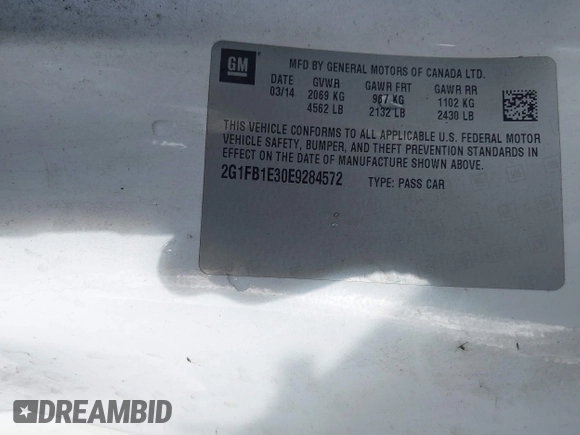 GM
MFD BY GENERAL MOTORS OF CANADA LTD.
DATE GVWR GAWR FRT GAWR RR
03/14 2069 KG 967 KG 1102 KG
4562 LB 2132 LB 2430 LB
THIS VEHICLE CONFORMS TO ALL APPLICABLE U.S. FEDERAL MOTOR
VEHICLE SAFETY, BUMPER, AND THEFT PREVENTION STANDARDS IN
EFFECT ON THE DATE OF MANUFACTURE SHOWN ABOVE.
2G1FB1E30E9284572 TYPE: PASS CAR
DREAMBID